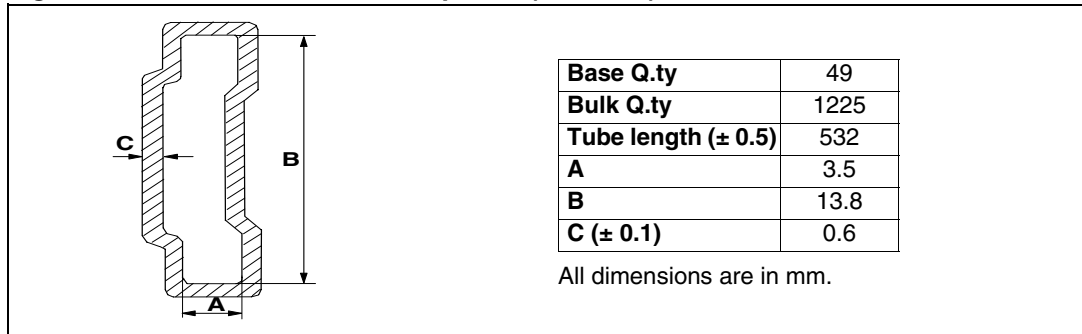 C
B
A
Base Q.ty 49
Bulk Q.ty 1225
Tube length (± 0.5) 532
A 3.5
B 13.8
C (± 0.1) 0.6
All dimensions are in mm.